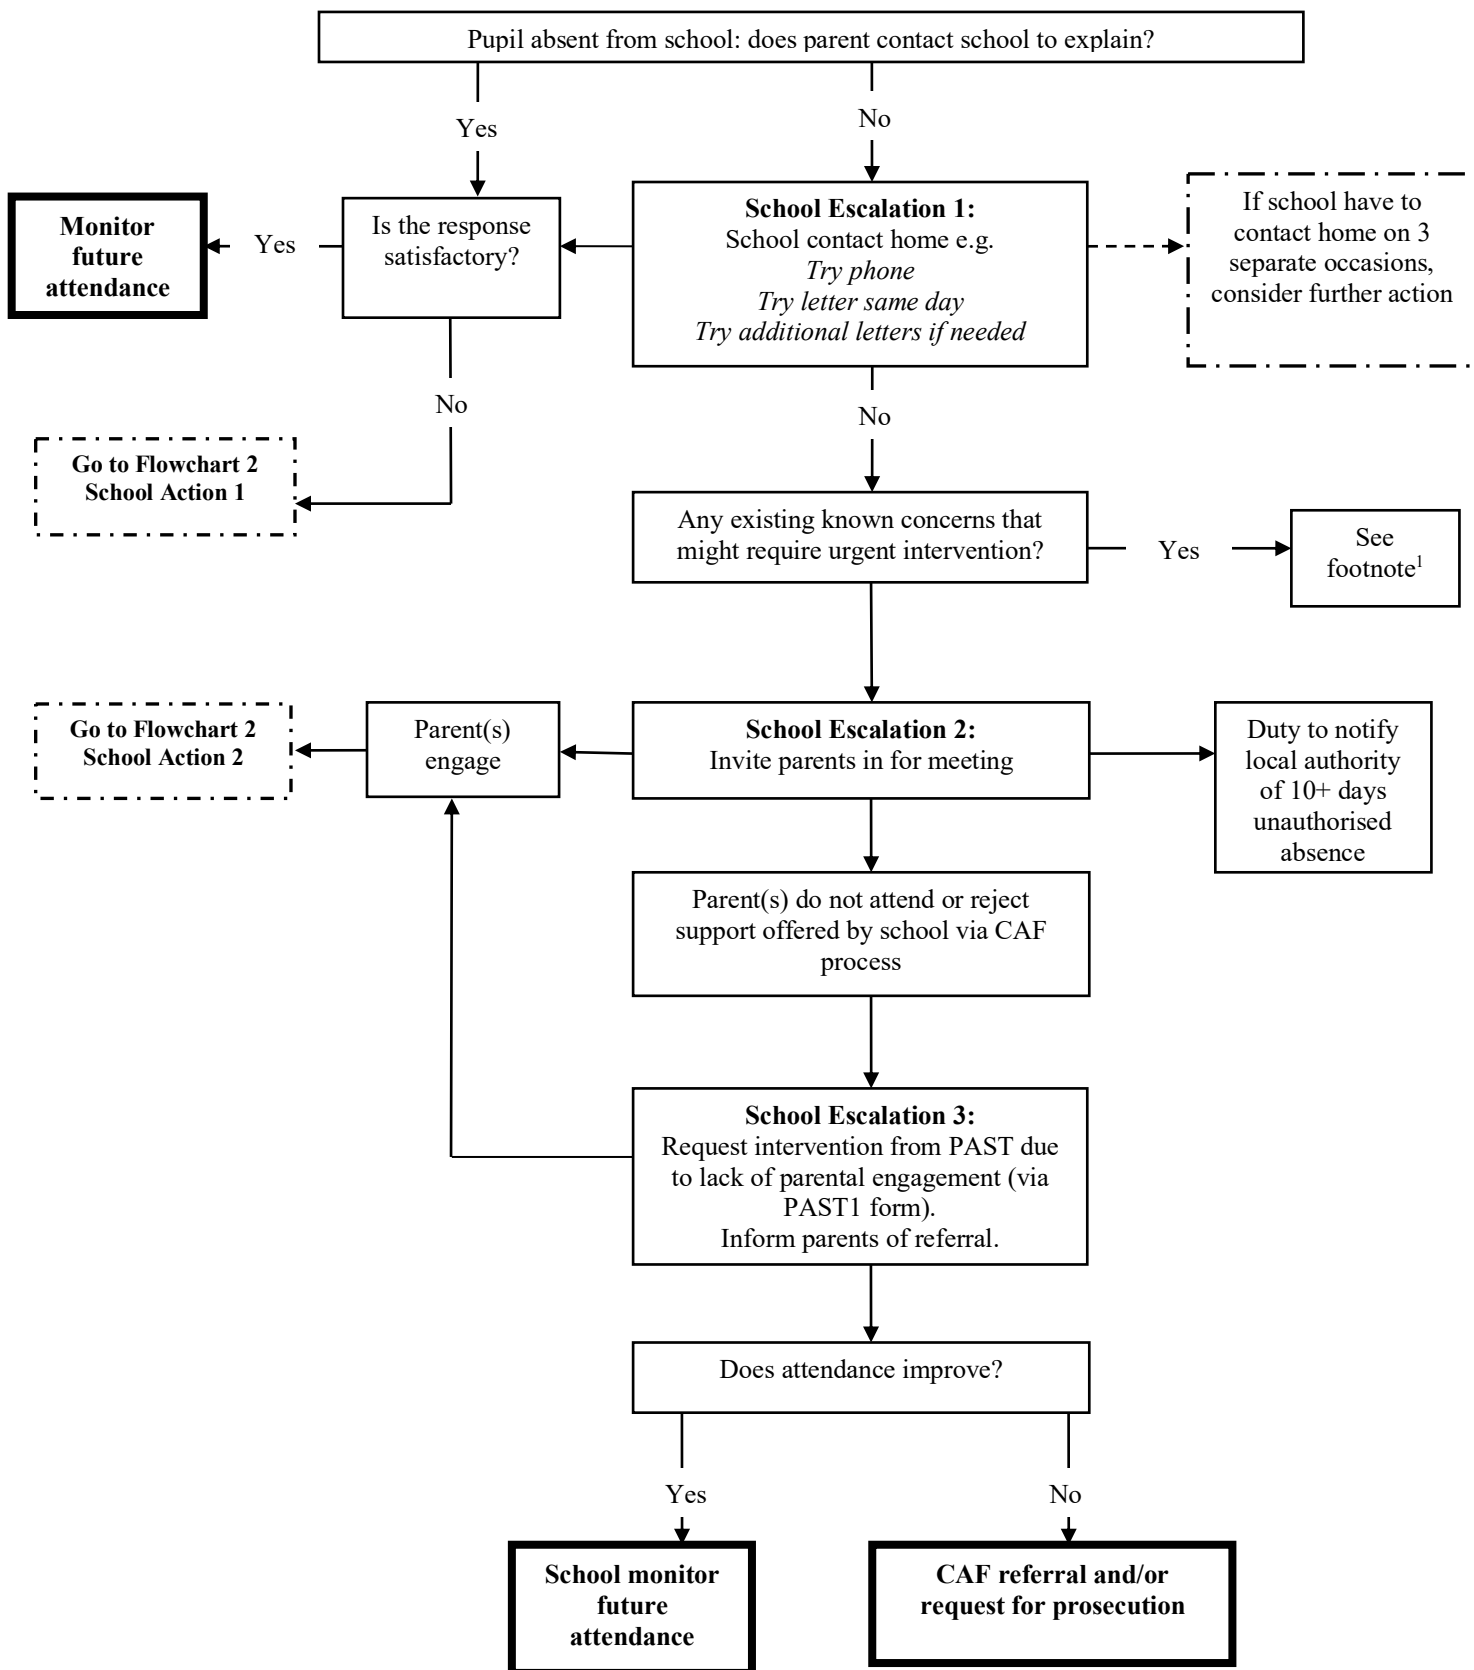 Pupil absent from school: does parent contact school to explain?
Yes
No
Monitor
future
attendance
Yes
Is the response
satisfactory?
School Escalation 1:
School contact home e.g.
Try phone
Try letter same day
Try additional letters if needed
If school have to
contact home on 3
separate occasions,
consider further action
No
No
Go to Flowchart 2
School Action 1
Any existing known concerns that
might require urgent intervention?
Yes
See
footnote1
Go to Flowchart 2
School Action 2
Parent(s)
engage
School Escalation 2:
Invite parents in for meeting
Duty to notify
local authority
of 10+ days
unauthorised
absence
Parent(s) do not attend or reject
support offered by school via CAF
process
School Escalation 3:
Request intervention from PAST due
to lack of parental engagement (via
PAST1 form).
Inform parents of referral.
Does attendance improve?
Yes
No
School monitor
future
attendance
CAF referral and/or
request for prosecution